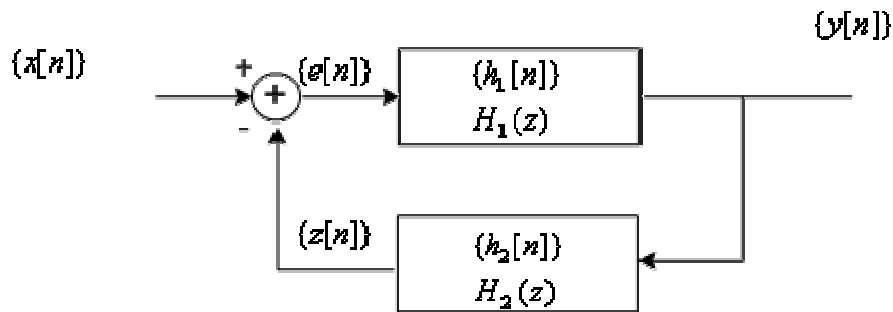 {y[n]}
{x[n]}
+
{e[n]}
+
-
{h₁[n]}
H₁(z)
{z[n]}
{h₂[n]}
H₂(z)